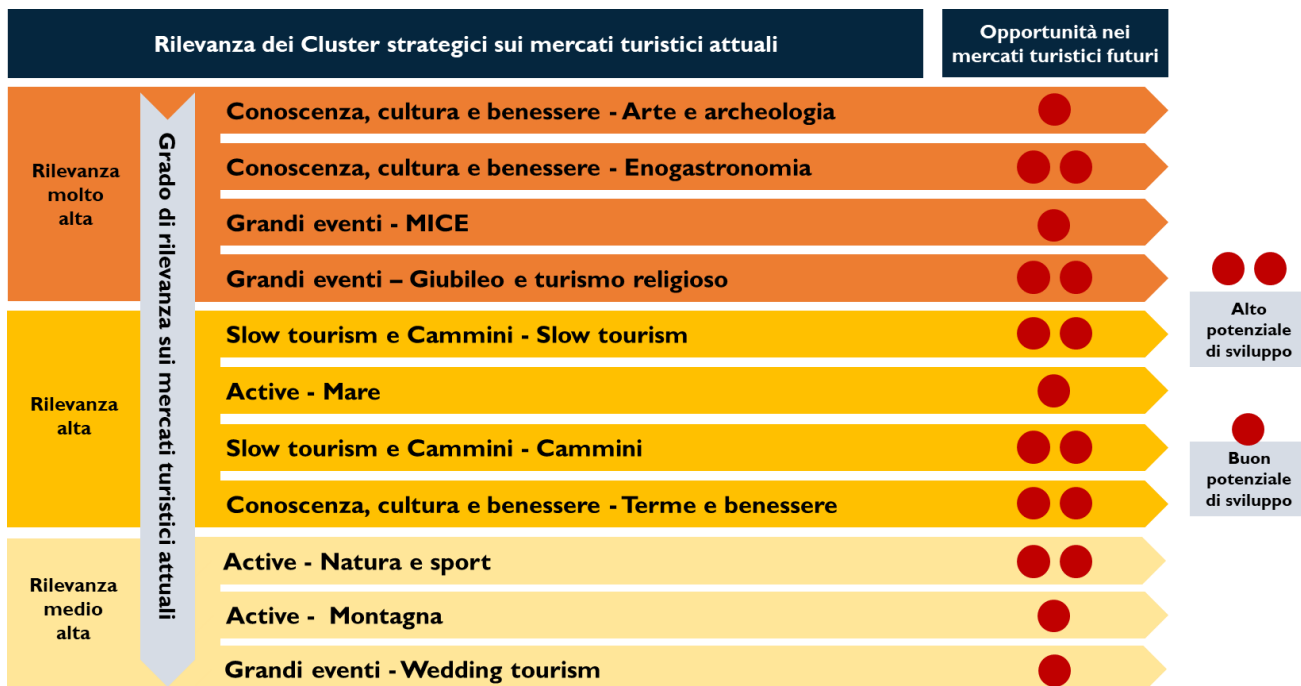 Rilevanza dei Cluster strategici sui mercati turistici attuali
Opportunità nei
mercati turistici futuri
Grado di rilevanza sui mercati turistici attuali
Rilevanza
molto
alta
Conoscenza, cultura e benessere - Arte e archeologia
Conoscenza, cultura e benessere - Enogastronomia
Grandi eventi - MICE
Grandi eventi – Giubileo e turismo religioso
Rilevanza
alta
Slow tourism e Cammini - Slow tourism
Active - Mare
Slow tourism e Cammini - Cammini
Conoscenza, cultura e benessere - Terme e benessere
Rilevanza
medio
alta
Active - Natura e sport
Active - Montagna
Grandi eventi - Wedding tourism
Alto
potenziale
di sviluppo
Buon
potenziale
di sviluppo